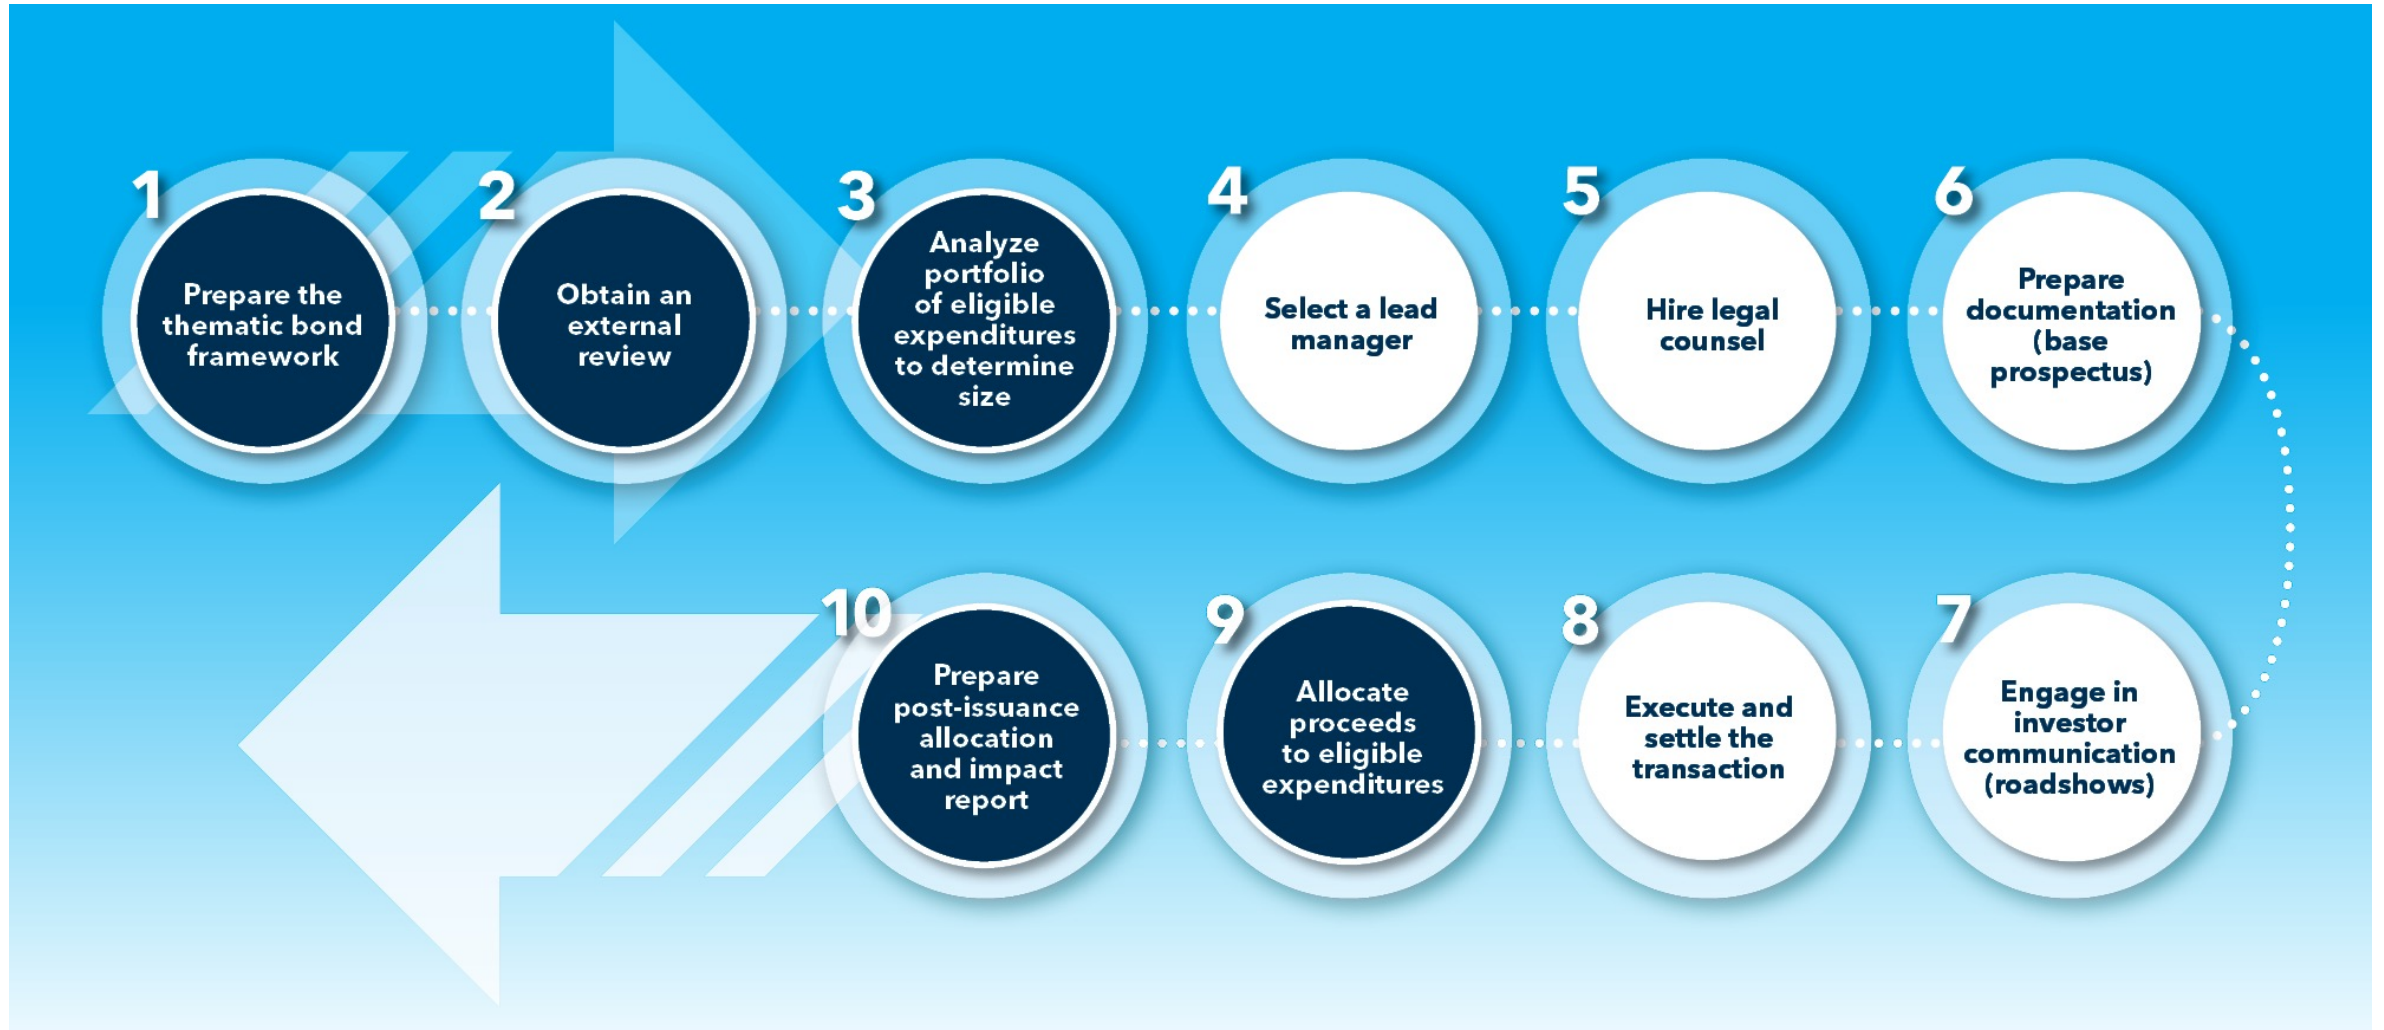 1
Prepare the
thematic bond
framework
2
Obtain an
external
review
3
Analyze
portfolio
of eligible
expenditures
to determine
size
4
Select a lead
manager
5
Hire legal
counsel
6
Prepare
documentation
(base
prospectus)
7
Engage in
investor
communication
(roadshows)
8
Execute and
settle the
transaction
9
Allocate
proceeds
to eligible
expenditures
10
Prepare
post-issuance
allocation
and impact
report